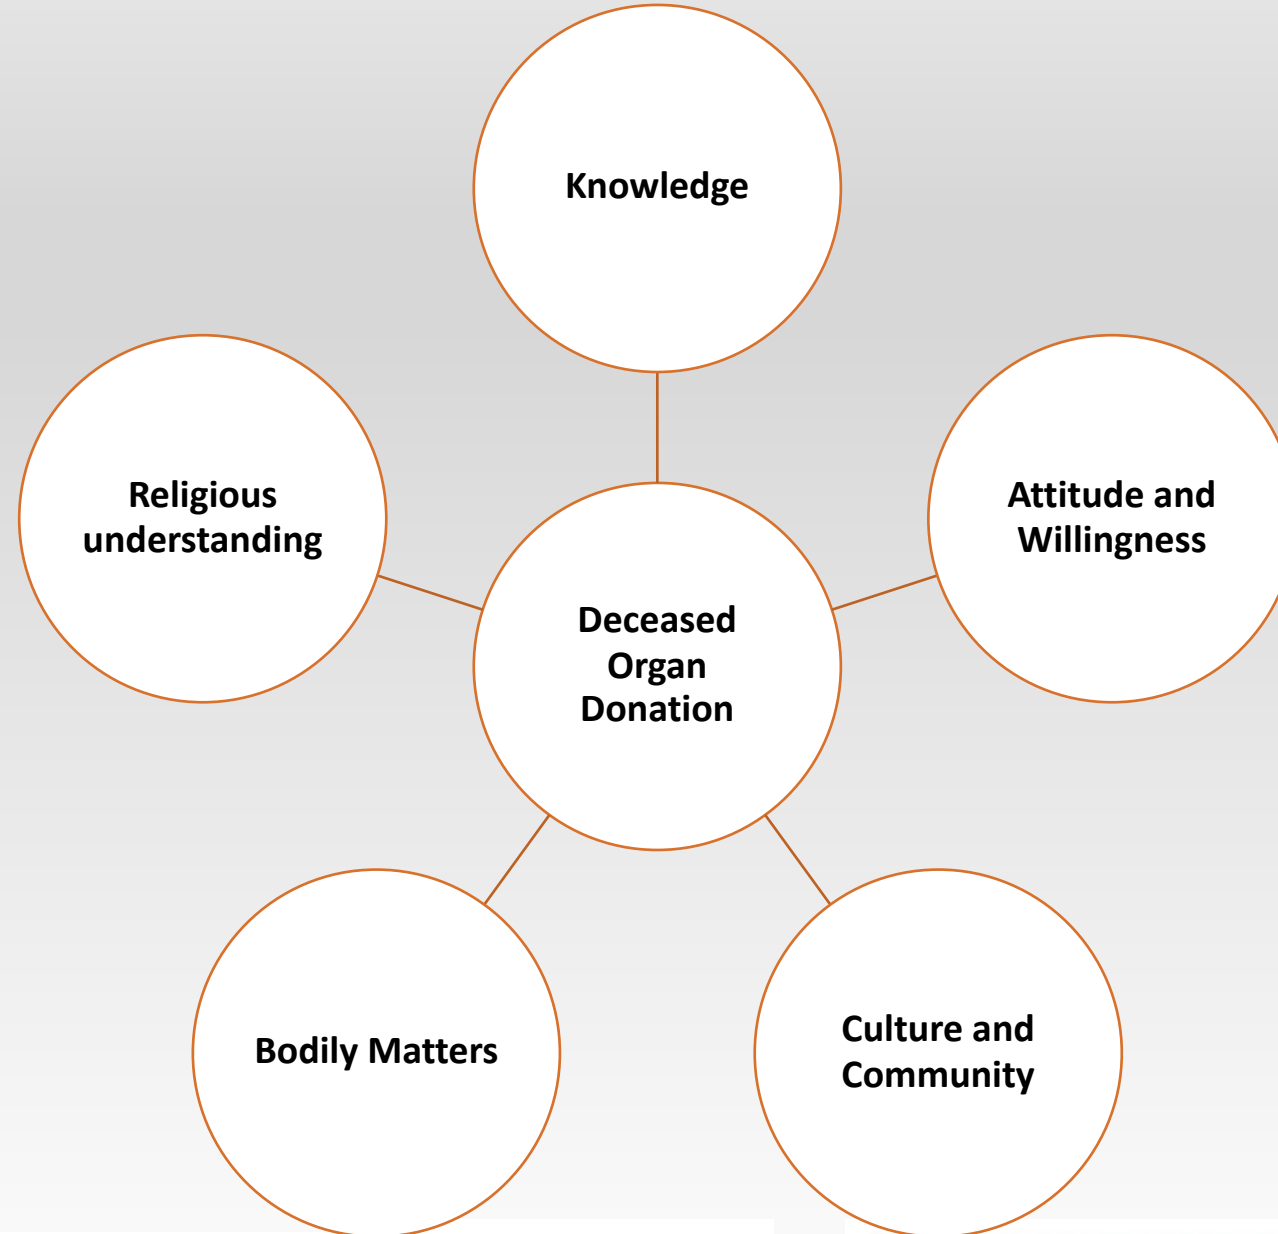 Knowledge
Religious
understanding
Attitude and
Willingness
Deceased
Organ
Donation
Bodily Matters
Culture and
Community